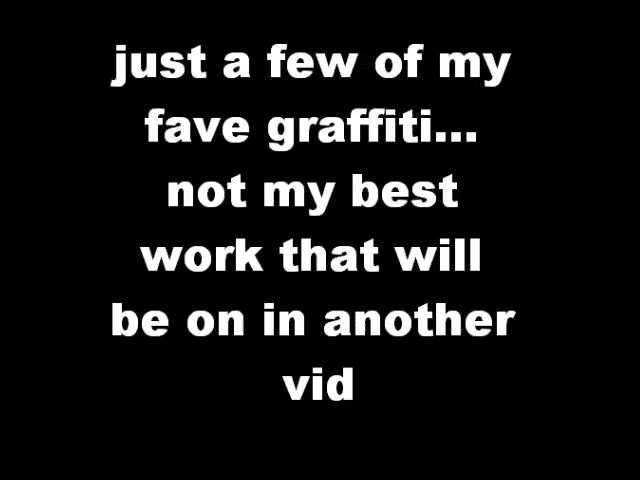 just a few of my
fave graffiti...
not my best
work that will
be on in another
vid